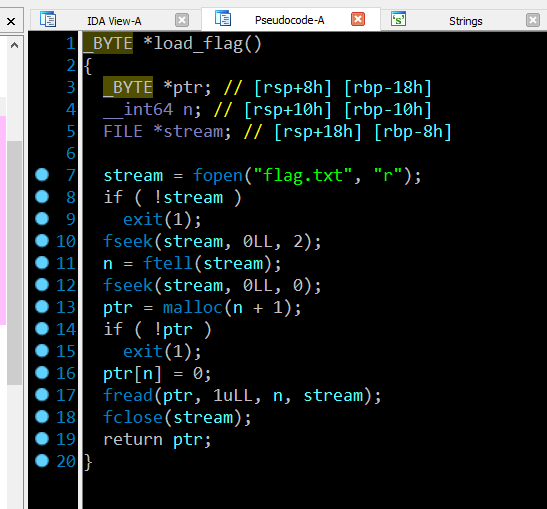 IDA View-A Pseudocode-A Strings
1 _BYTE *load_flag()
2 {
3 _BYTE *ptr; // [rsp+8h] [rbp-18h]
4 __int64 n; // [rsp+10h] [rbp-10h]
5 FILE *stream; // [rsp+18h] [rbp-8h]
6
7 stream = fopen("flag.txt", "r");
8 if ( !stream )
9 exit(1);
10 fseek(stream, 0LL, 2);
11 n = ftell(stream);
12 fseek(stream, 0LL, 0);
13 ptr = malloc(n + 1);
14 if ( !ptr )
15 exit(1);
16 ptr[n] = 0;
17 fread(ptr, 1uLL, n, stream);
18 fclose(stream);
19 return ptr;
20 }